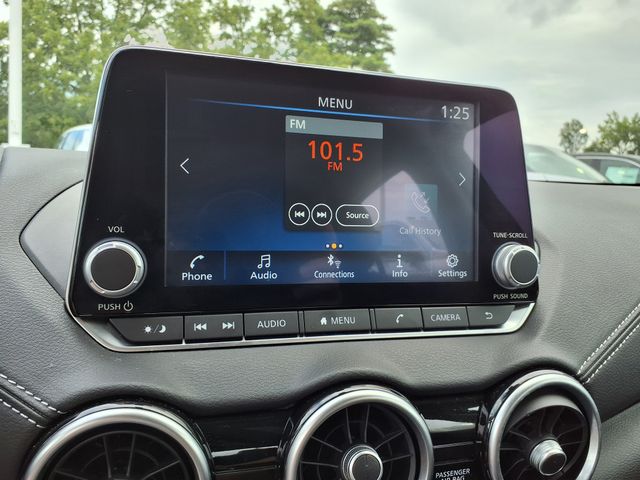 MENU
1:25
FM
101.5
FM
Source
Call History
Phone
Audio
Connections
Info
Settings
VOL
PUSH
TUNE-SCROLL
PUSH SOUND
AUDIO
MENU
CAMERA
PASSENGER
AIR BAG